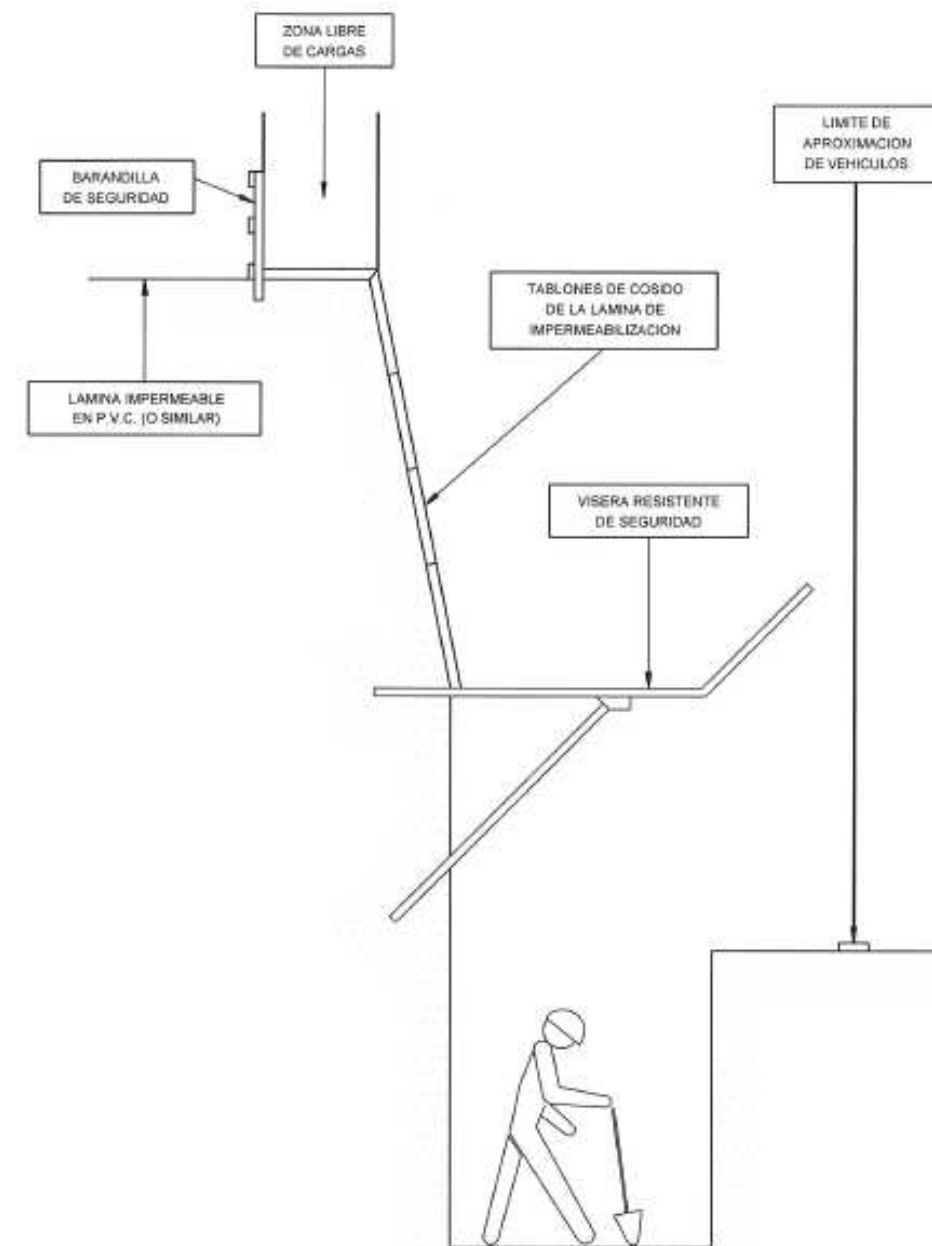 ZONA LIBRE
DE CARGAS
LIMITE DE
APROXIMACION
DE VEHICULOS
BARANDILLA
DE SEGURIDAD
TABLONES DE COSIDO
DE LA LAMINA DE
IMPERMEABILIZACION
LAMINA IMPERMEABLE
EN P.V.C. (O SIMILAR)
VISERA RESISTENTE
DE SEGURIDAD